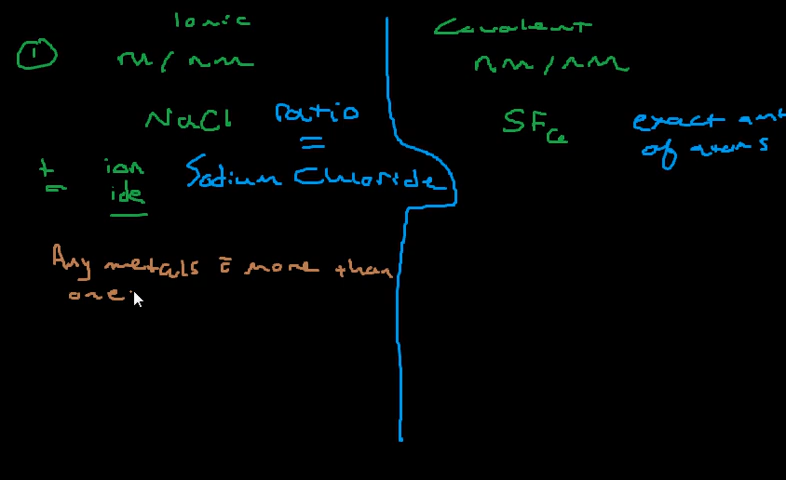 Ionic
Covalent
1
m/nm
nm/nm
NaCl ratio
SF6
exact amt
of atoms
+ ion
- ide
Sodium Chloride
Any metals c̄ more than
one